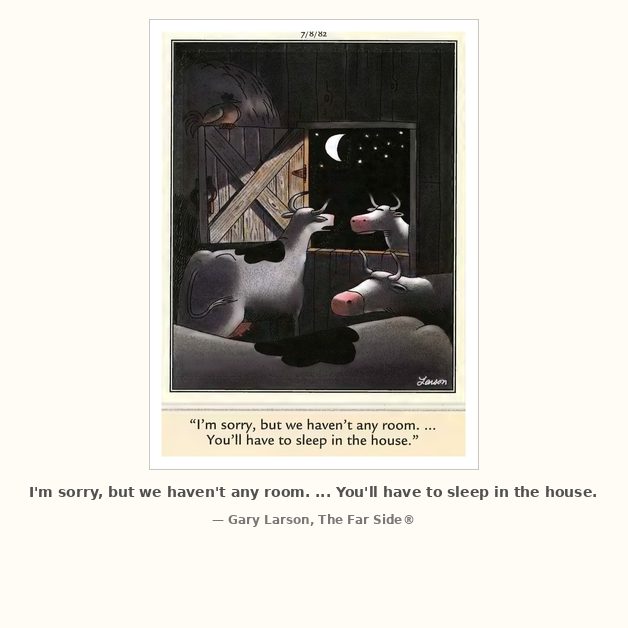 7/8/82
Larson
“I’m sorry, but we haven’t any room. ...
You’ll have to sleep in the house.”
I'm sorry, but we haven't any room. ... You'll have to sleep in the house.
— Gary Larson, The Far Side®